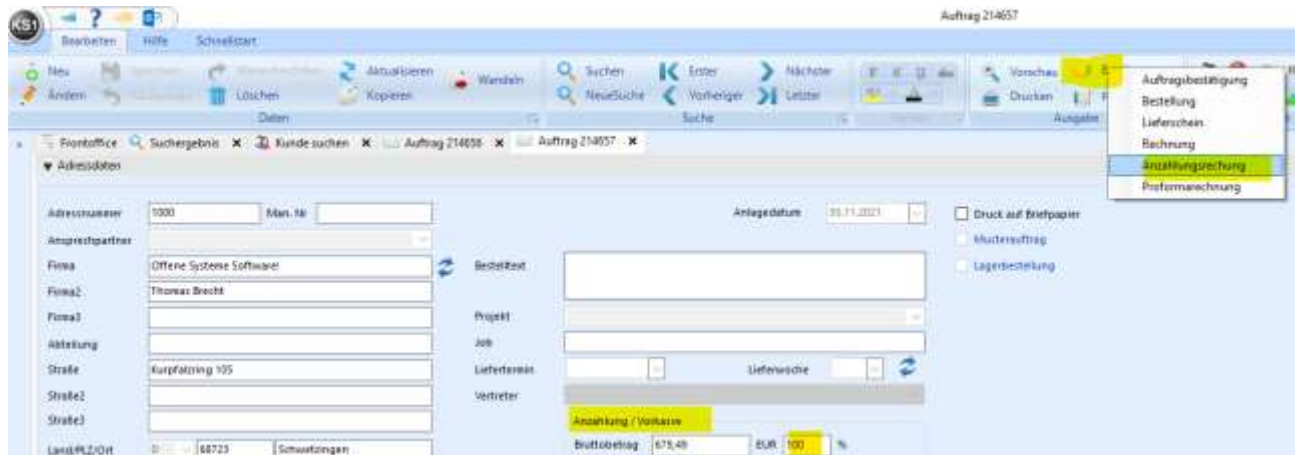 KS1 ? Auftrag 214657
Bearbeiten Hilfe Schnellstart
Neu Aktualisieren Wandeln Suchen Erster Nächster F K U Vorschau
Ändern Löschen Kopieren NeueSuche Vorheriger Letzter Drucken
Daten Suche Ausgabe
Auftragsbestätigung
Bestellung
Lieferschein
Rechnung
Anzahlungsrechung
Proformarechnung
Frontoffice Suchergebnis Kunde suchen Auftrag 214658 Auftrag 214657
Adressdaten
Adressnummer 1000 Man. Nr Anlagedatum 30.11.2021 Druck auf Briefpapier
Ansprechpartner Musterauftrag
Firma Offene Systeme Software! Bestelltext Lagerbestellung
Firma2 Thomas Brecht
Firma3 Projekt
Abteilung Job
Straße Kurpfalzring 105 Liefertermin Lieferwoche
Straße2 Vertreter
Straße3 Anzahlung / Vorkasse
Land/PLZ/Ort D 68723 Schwetzingen Bruttobetrag 679,49 EUR 100 %